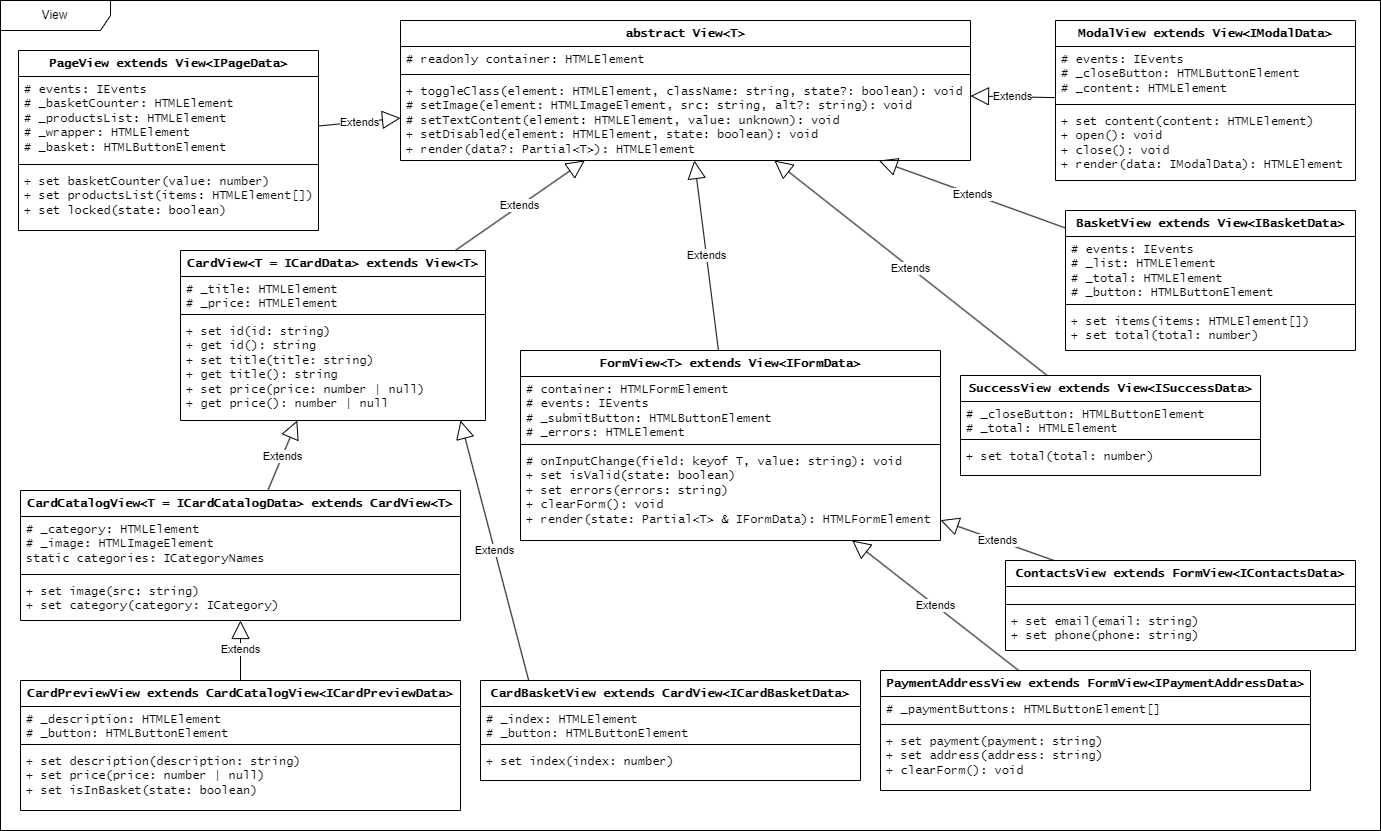 View
PageView extends View<IPageData>
# events: IEvents
# _basketCounter: HTMLElement
# _productsList: HTMLElement
# _wrapper: HTMLElement
# _basket: HTMLButtonElement
+ set basketCounter(value: number)
+ set productsList(items: HTMLElement[])
+ set locked(state: boolean)
Extends
abstract View<T>
# readonly container: HTMLElement
+ toggleClass(element: HTMLElement, className: string, state?: boolean): void
# setImage(element: HTMLImageElement, src: string, alt?: string): void
# setTextContent(element: HTMLElement, value: unknown): void
+ setDisabled(element: HTMLElement, state: boolean): void
+ render(data?: Partial<T>): HTMLElement
Extends
ModalView extends View<IModalData>
# events: IEvents
# _closeButton: HTMLButtonElement
# _content: HTMLElement
+ set content(content: HTMLElement)
+ open(): void
+ close(): void
+ render(data: IModalData): HTMLElement
Extends
Extends
Extends
Extends
BasketView extends View<IBasketData>
# events: IEvents
# _list: HTMLElement
# _total: HTMLElement
# _button: HTMLButtonElement
+ set items(items: HTMLElement[])
+ set total(total: number)
CardView<T = ICardData> extends View<T>
# _title: HTMLElement
# _price: HTMLElement
+ set id(id: string)
+ get id(): string
+ set title(title: string)
+ get title(): string
+ set price(price: number | null)
+ get price(): number | null
FormView<T> extends View<IFormData>
# container: HTMLFormElement
# events: IEvents
# _submitButton: HTMLButtonElement
# _errors: HTMLElement
# onInputChange(field: keyof T, value: string): void
+ set isValid(state: boolean)
+ set errors(errors: string)
+ clearForm(): void
+ render(state: Partial<T> & IFormData): HTMLFormElement
SuccessView extends View<ISuccessData>
# _closeButton: HTMLButtonElement
# _total: HTMLElement
+ set total(total: number)
Extends
Extends
CardCatalogView<T = ICardCatalogData> extends CardView<T>
# _category: HTMLElement
# _image: HTMLImageElement
static categories: ICategoryNames
+ set image(src: string)
+ set category(category: ICategory)
Extends
Extends
ContactsView extends FormView<IContactsData>
+ set email(email: string)
+ set phone(phone: string)
Extends
CardPreviewView extends CardCatalogView<ICardPreviewData>
# _description: HTMLElement
# _button: HTMLButtonElement
+ set description(description: string)
+ set price(price: number | null)
+ set isInBasket(state: boolean)
CardBasketView extends CardView<ICardBasketData>
# _index: HTMLElement
# _button: HTMLButtonElement
+ set index(index: number)
PaymentAddressView extends FormView<IPaymentAddressData>
# _paymentButtons: HTMLButtonElement[]
+ set payment(payment: string)
+ set address(address: string)
+ clearForm(): void